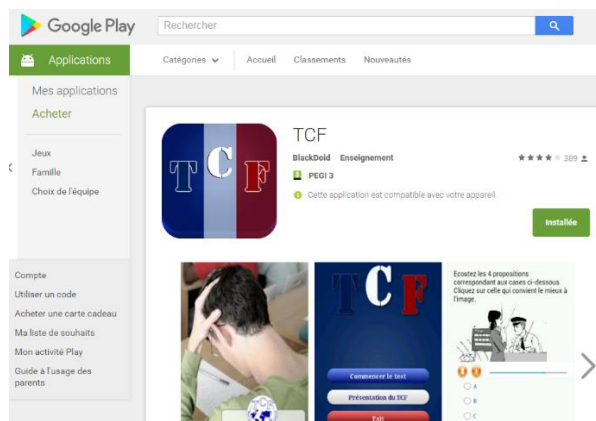 Google Play
Rechercher
Applications
Catégories
Accueil
Classements
Nouveautés
Mes applications
Acheter
Jeux
Famille
Choix de l'équipe
Compte
Utiliser un code
Acheter une carte cadeau
Ma liste de souhaits
Mon activité Play
Guide à l'usage des
parents
TCF
TCF
BlackDoid Enseignement
389
PEGI 3
Cette application est compatible avec votre appareil.
Installée
TCF
Commencer le test
Présentation du TCF
Exit
Ecoutez les 4 propositions
correspondant aux cases ci-dessous.
Cliquez sur celle qui convient le mieux à
l'image.
A
B
C